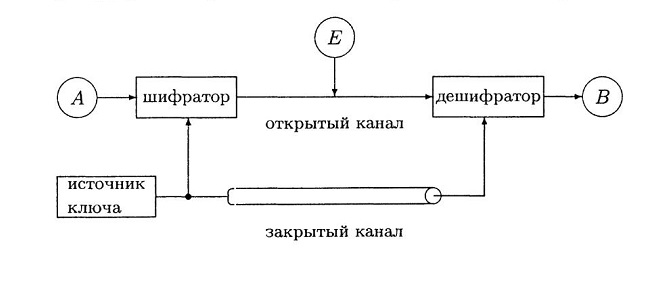 E
A
шифратор
дешифратор
B
открытый канал
источник
ключа
закрытый канал